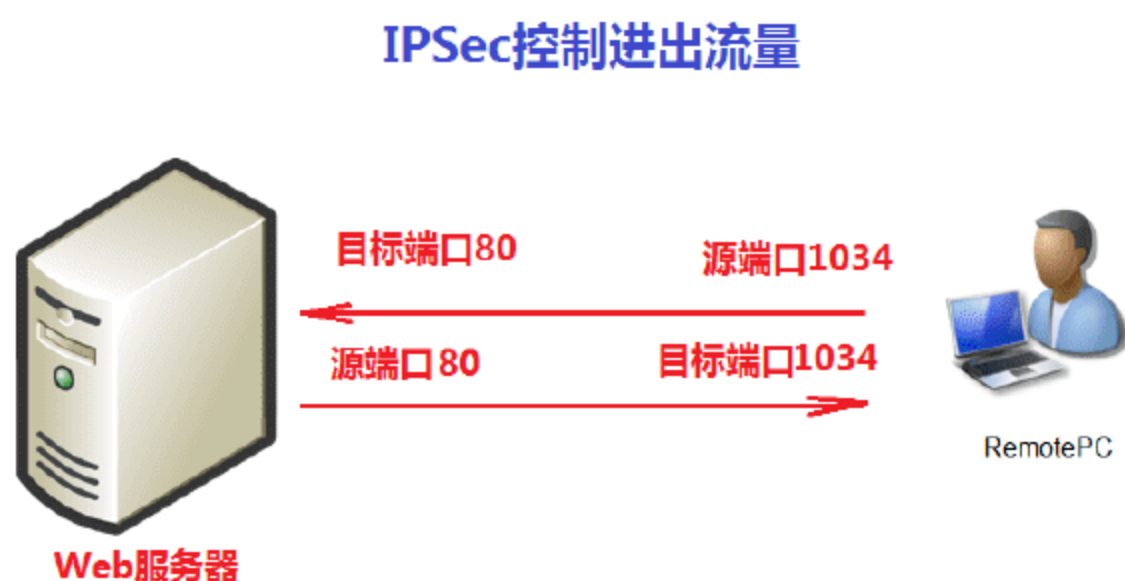 IPSec控制进出流量
目标端口80
源端口1034
源端口80
目标端口1034
RemotePC
Web服务器